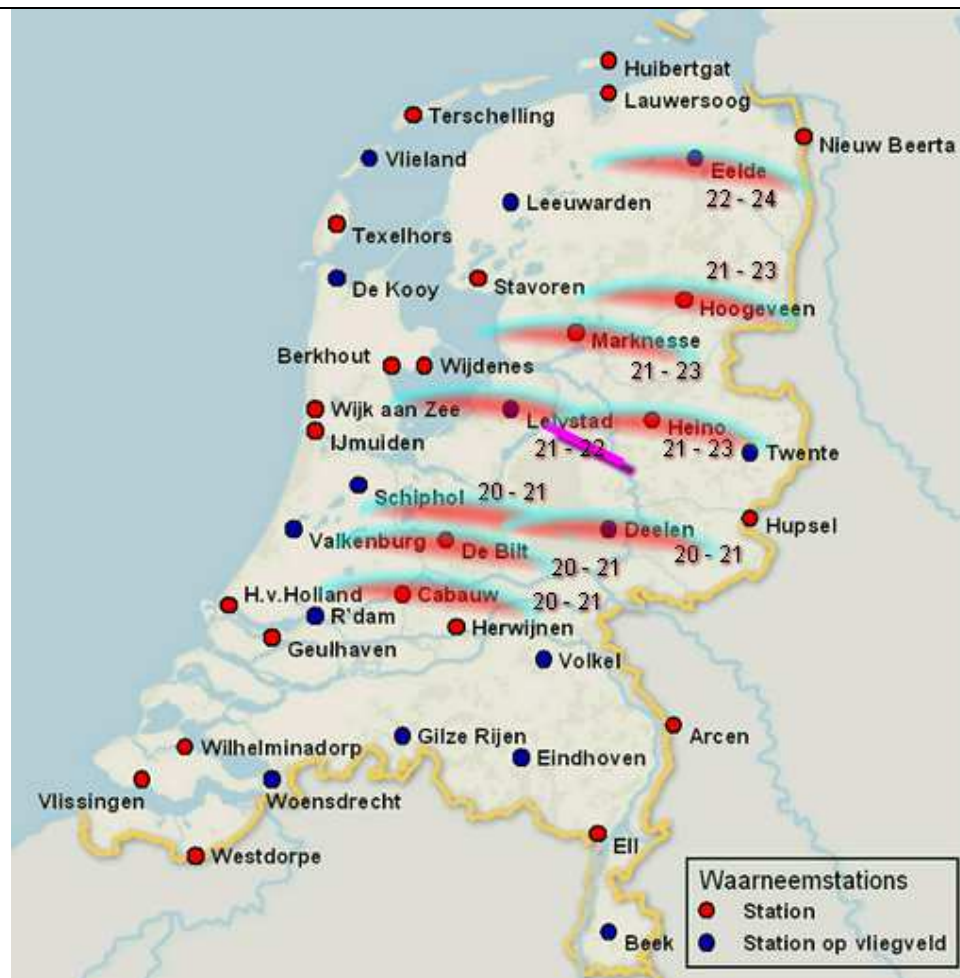 Huibertgat
Lauwersoog
Terschelling
Nieuw Beerta
Vlieland
Eelde
22 - 24
Leeuwarden
Texelhors
21 - 23
De Kooy
Stavoren
Hoogeveen
Marknesse
Berkhout
Wijdenes
21 - 23
Wijk aan Zee
Lelystad
Heino
IJmuiden
21 - 22
21 - 23
Twente
Schiphol
20 - 21
Hupsel
Valkenburg
De Bilt
Deelen
20 - 21
20 - 21
H.v.Holland
Cabauw
20 - 21
R`dam
Herwijnen
Geulhaven
Volkel
Arcen
Wilhelminadorp
Gilze Rijen
Eindhoven
Vlissingen
Woensdrecht
Ell
Westdorpe
Waarneemstations
Station
Station op vliegveld
Beek